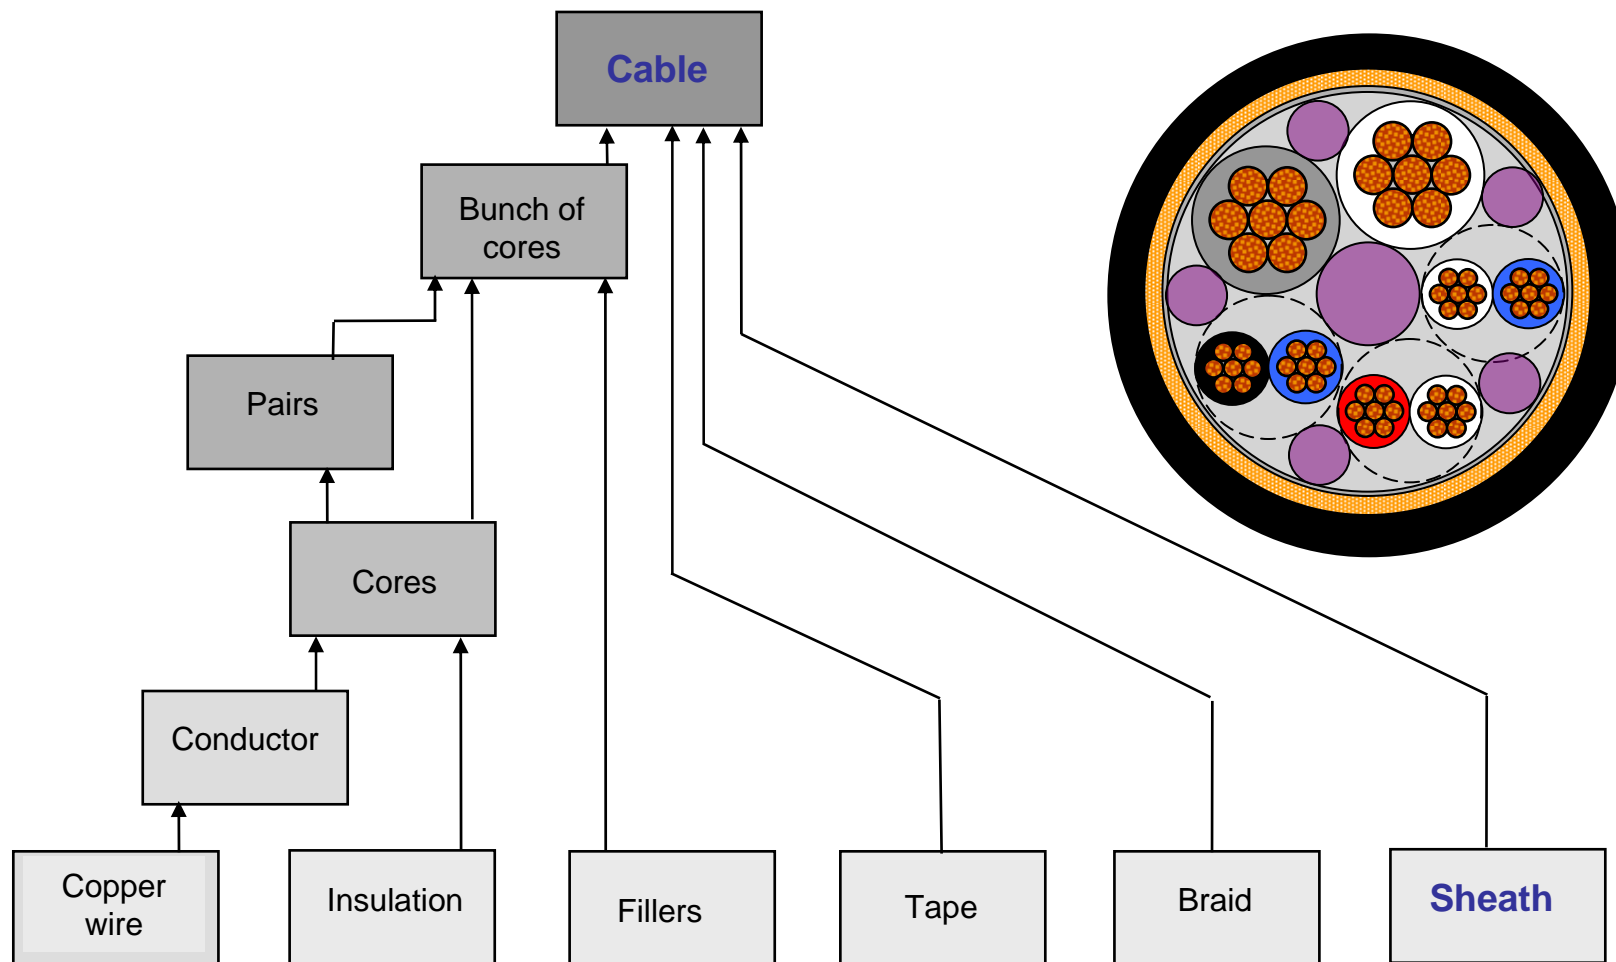 Cable
Bunch of
cores
Pairs
Cores
Conductor
Copper
wire
Insulation
Fillers
Tape
Braid
Sheath